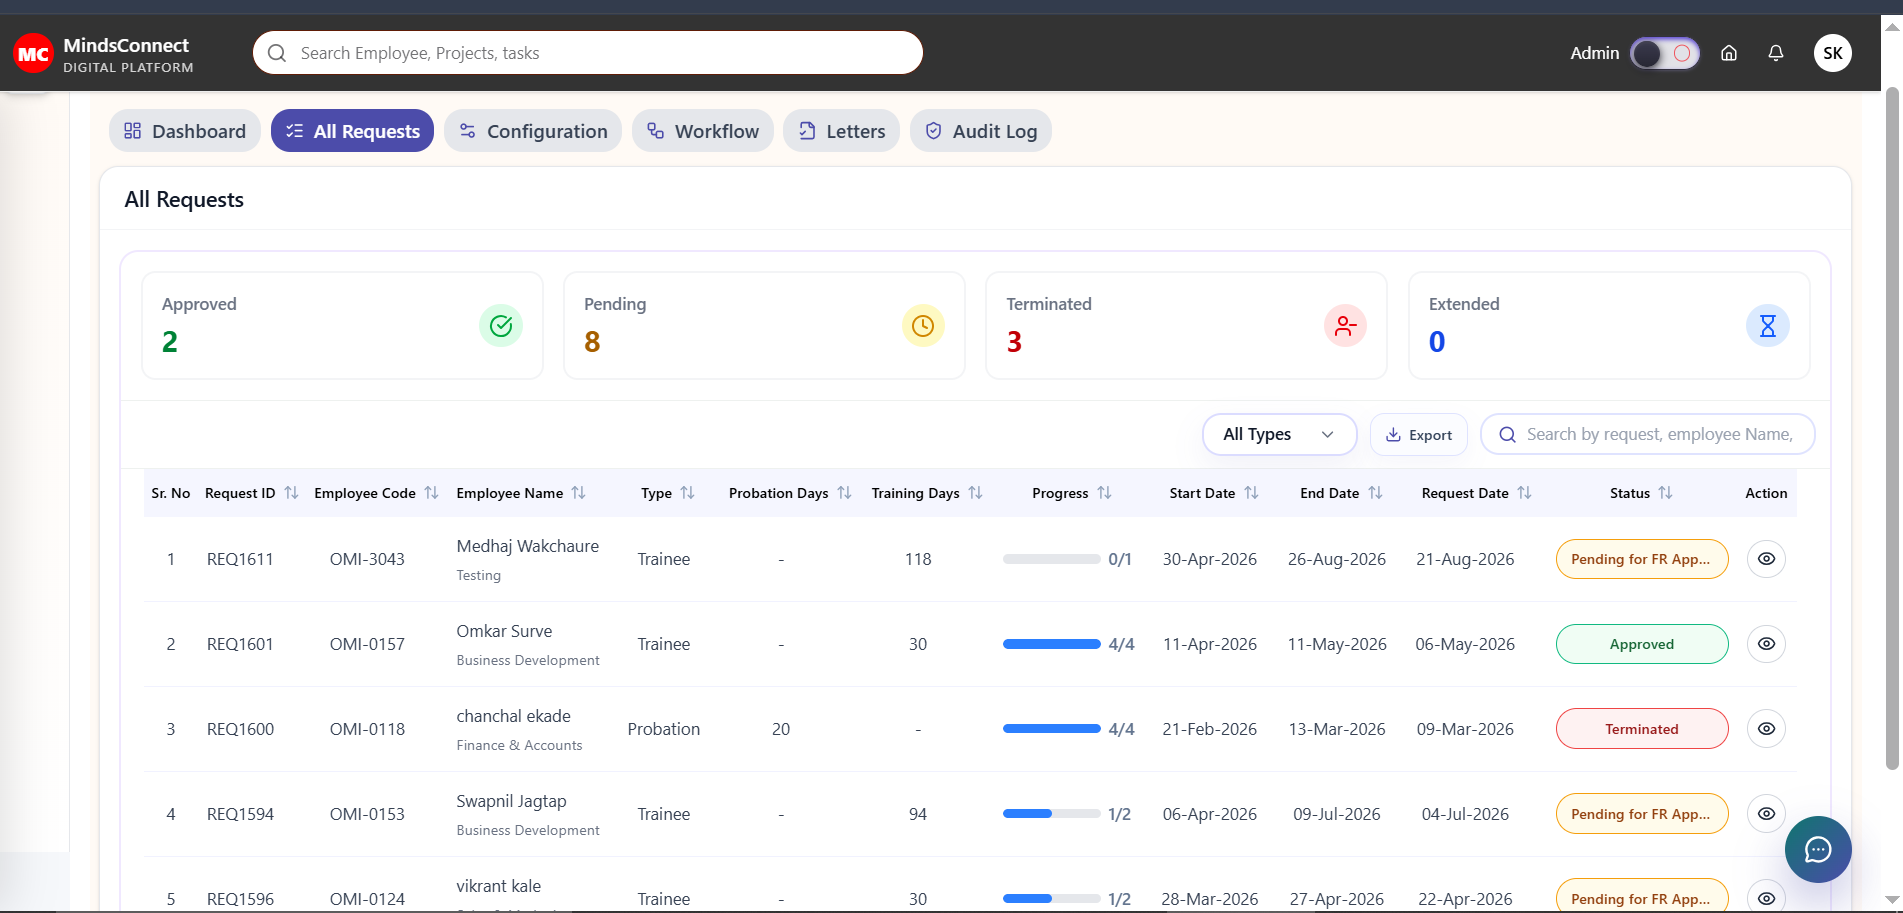 MC MindsConnect
DIGITAL PLATFORM
Search Employee, Projects, tasks
Admin
SK
Dashboard
All Requests
Configuration
Workflow
Letters
Audit Log
All Requests
Approved
2
Pending
8
Terminated
3
Extended
0
All Types
Export
Search by request, employee Name,
Sr. No Request ID Employee Code Employee Name Type Probation Days Training Days Progress Start Date End Date Request Date Status Action
1 REQ1611 OMI-3043 Medhaj Wakchaure Trainee - 118 0/1 30-Apr-2026 26-Aug-2026 21-Aug-2026 Pending for FR App...
Testing
2 REQ1601 OMI-0157 Omkar Surve Trainee - 30 4/4 11-Apr-2026 11-May-2026 06-May-2026 Approved
Business Development
3 REQ1600 OMI-0118 chanchal ekade Probation 20 - 4/4 21-Feb-2026 13-Mar-2026 09-Mar-2026 Terminated
Finance & Accounts
4 REQ1594 OMI-0153 Swapnil Jagtap Trainee - 94 1/2 06-Apr-2026 09-Jul-2026 04-Jul-2026 Pending for FR App...
Business Development
5 REQ1596 OMI-0124 vikrant kale Trainee - 30 1/2 28-Mar-2026 27-Apr-2026 22-Apr-2026 Pending for FR App...